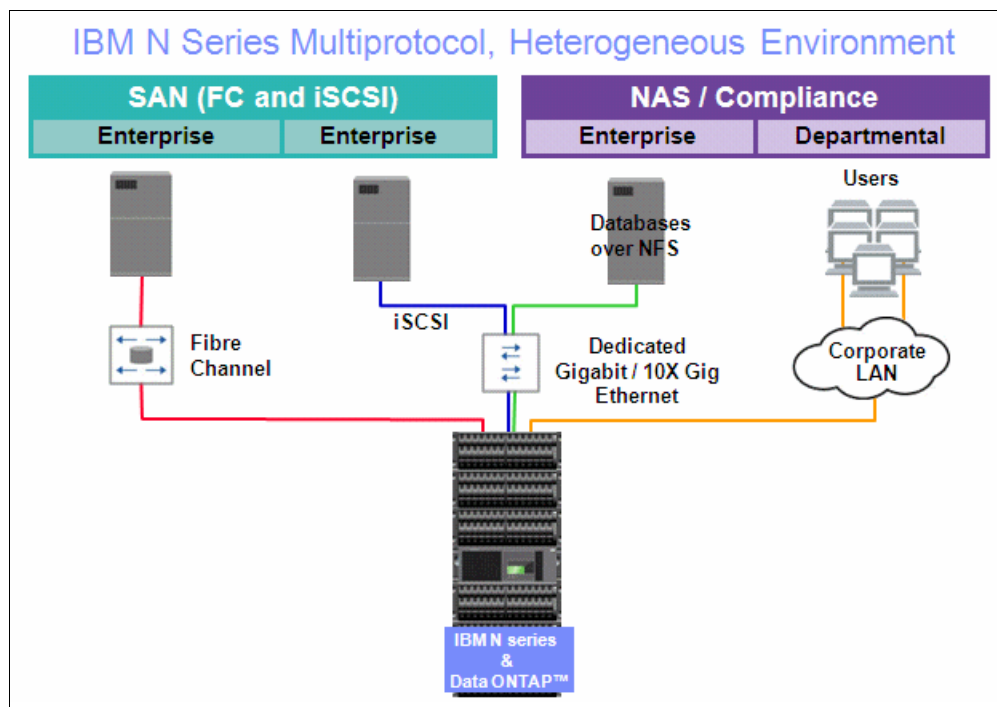 IBM N Series Multiprotocol, Heterogeneous Environment
SAN (FC and iSCSI)
NAS / Compliance
Enterprise
Enterprise
Enterprise
Departmental
Users
Databases
over NFS
iSCSI
Fibre
Channel
Dedicated
Gigabit / 10X Gig
Ethernet
Corporate
LAN
IBM N series
&
Data ONTAP™